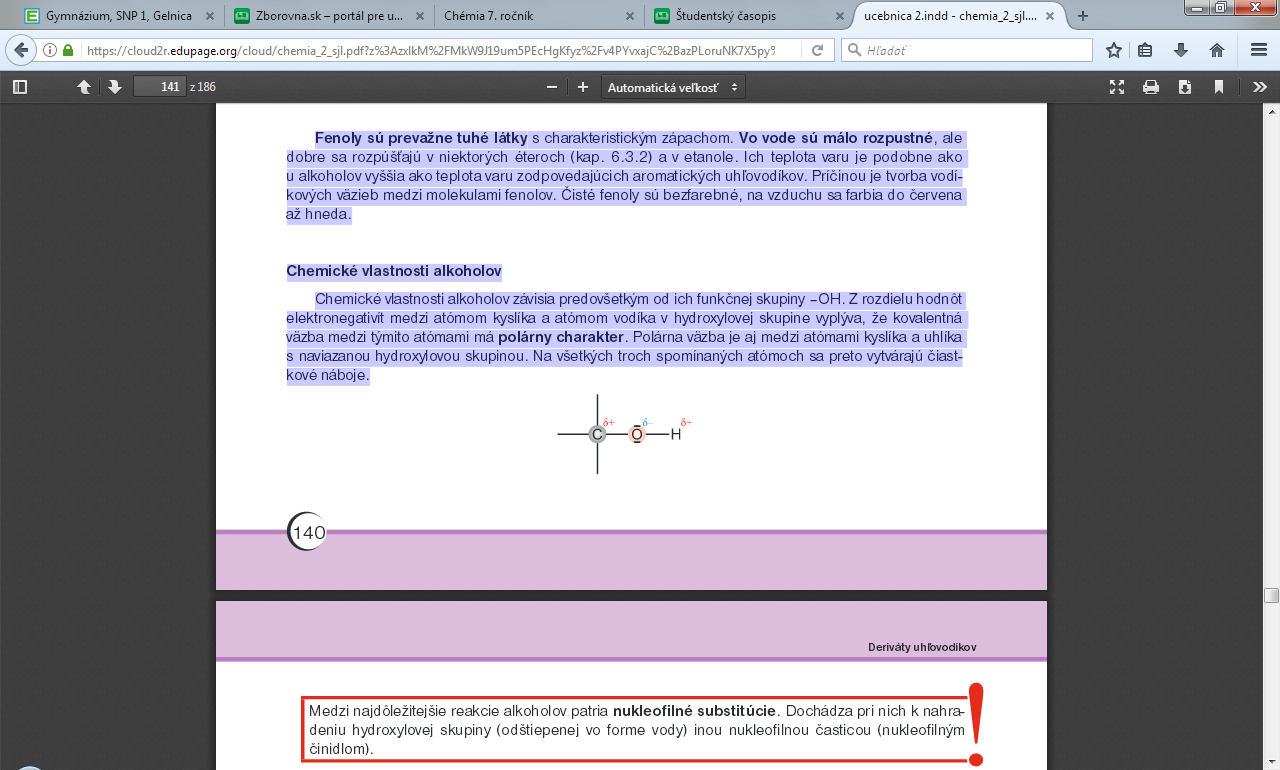 Gymnázium, SNP 1, Gelnica
Zborovna.sk – portál pre u...
Chémia 7. ročník
Študentský časopis
ucebnica 2.indd - chemia_2_sjl....
https://cloud2r.edupage.org/cloud/chemia_2_sjl.pdf?z%3AzxlkM%2FMkW9J19um5PEcHgKfyz%2Fv4PYvxajC%2BazPLoruNK7X5py%
Hľadať
141 z 186
Automatická veľkosť
Fenoly sú prevažne tuhé látky s charakteristickým zápachom. Vo vode sú málo rozpustné, ale
dobre sa rozpúšťajú v niektorých éteroch (kap. 6.3.2) a v etanole. Ich teplota varu je podobne ako
u alkoholov vyššia ako teplota varu zodpovedajúcich aromatických uhľovodíkov. Príčinou je tvorba vodí-
kových väzieb medzi molekulami fenolov. Čisté fenoly sú bezfarebné, na vzduchu sa farbia do červena
až hneda.
Chemické vlastnosti alkoholov
Chemické vlastnosti alkoholov závisia predovšetkým od ich funkčnej skupiny –OH. Z rozdielu hodnôt
elektronegativít medzi atómom kyslíka a atómom vodíka v hydroxylovej skupine vyplýva, že kovalentná
väzba medzi týmito atómami má polárny charakter. Polárna väzba je aj medzi atómami kyslíka a uhlíka
s naviazanou hydroxylovou skupinou. Na všetkých troch spomínaných atómoch sa preto vytvárajú čiast-
kové náboje.
δ+ δ– δ+
C O H
140
Deriváty uhľovodíkov
Medzi najdôležitejšie reakcie alkoholov patria nukleofilné substitúcie. Dochádza pri nich k nahra-
deniu hydroxylovej skupiny (odštiepenej vo forme vody) inou nukleofilnou časticou (nukleofilným
činidlom).